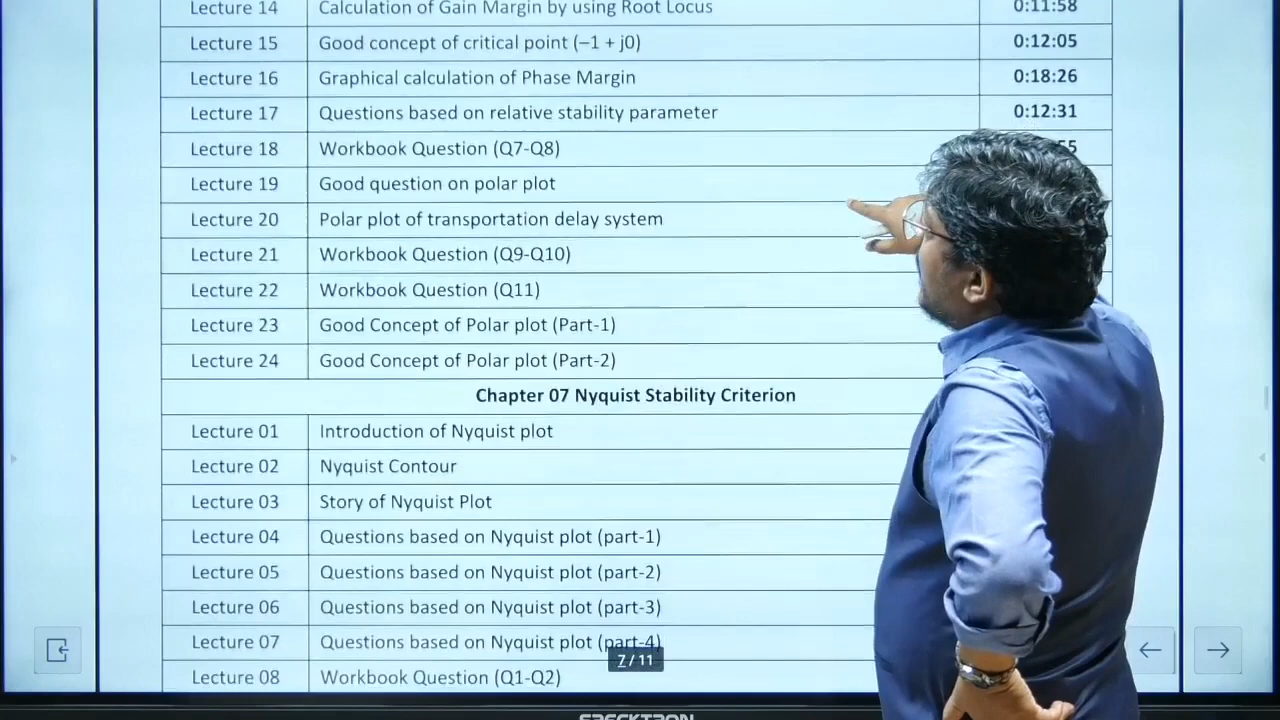 Lecture 14 Calculation of Gain Margin by using Root Locus 0:11:58
Lecture 15 Good concept of critical point (–1 + j0) 0:12:05
Lecture 16 Graphical calculation of Phase Margin 0:18:26
Lecture 17 Questions based on relative stability parameter 0:12:31
Lecture 18 Workbook Question (Q7-Q8)
Lecture 19 Good question on polar plot
Lecture 20 Polar plot of transportation delay system
Lecture 21 Workbook Question (Q9-Q10)
Lecture 22 Workbook Question (Q11)
Lecture 23 Good Concept of Polar plot (Part-1)
Lecture 24 Good Concept of Polar plot (Part-2)
Chapter 07 Nyquist Stability Criterion
Lecture 01 Introduction of Nyquist plot
Lecture 02 Nyquist Contour
Lecture 03 Story of Nyquist Plot
Lecture 04 Questions based on Nyquist plot (part-1)
Lecture 05 Questions based on Nyquist plot (part-2)
Lecture 06 Questions based on Nyquist plot (part-3)
Lecture 07 Questions based on Nyquist plot (part-4)
7 / 11
Lecture 08 Workbook Question (Q1-Q2)